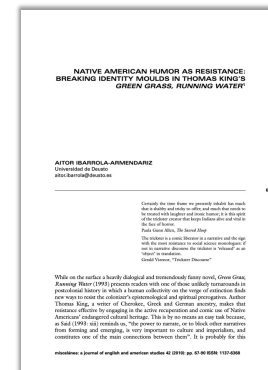 NATIVE AMERICAN HUMOR AS RESISTANCE:
BREAKING IDENTITY MOULDS IN THOMAS KING'S
GREEN GRASS, RUNNING WATER¹
AITOR IBARROLA-ARMENDARIZ
Universidad de Deusto
aitor.ibarrola@deusto.es
Certainly the time frame we presently inhabit has much
that is shabby and tricky to offer; and much that needs to
be treated with laughter and ironic humor; it is this spirit
of the trickster creator that keeps Indians alive and vital in
the face of horror.
Paula Gunn Allen, The Sacred Hoop
The trickster is a comic liberator in a narrative and the sign
with the most resistance to social science monologues; if
not in narrative discourse the trickster is 'released' as an
'object' in translation.
Gerald Vizenor, "Trickster Discourse"
While on the surface a heavily dialogical and tremendously funny novel, Green Grass,
Running Water (1993) presents readers with one of those unlikely turnarounds in
postcolonial history in which a human collectivity on the verge of extinction finds
new ways to resist the colonizer's epistemological and spiritual prerogatives. Author
Thomas King, a writer of Cherokee, Greek and German ancestry, makes that
resistance effective by engaging in the active recuperation and comic use of Native
Americans' endangered cultural heritage. This is by no means an easy task because,
as Said (1993: xiii) reminds us, "the power to narrate, or to block other narratives
from forming and emerging, is very important to culture and imperialism, and
constitutes one of the main connections between them". It is probably for this
miscelánea: a journal of english and american studies 42 (2010): pp. 67-90 ISSN: 1137-6368